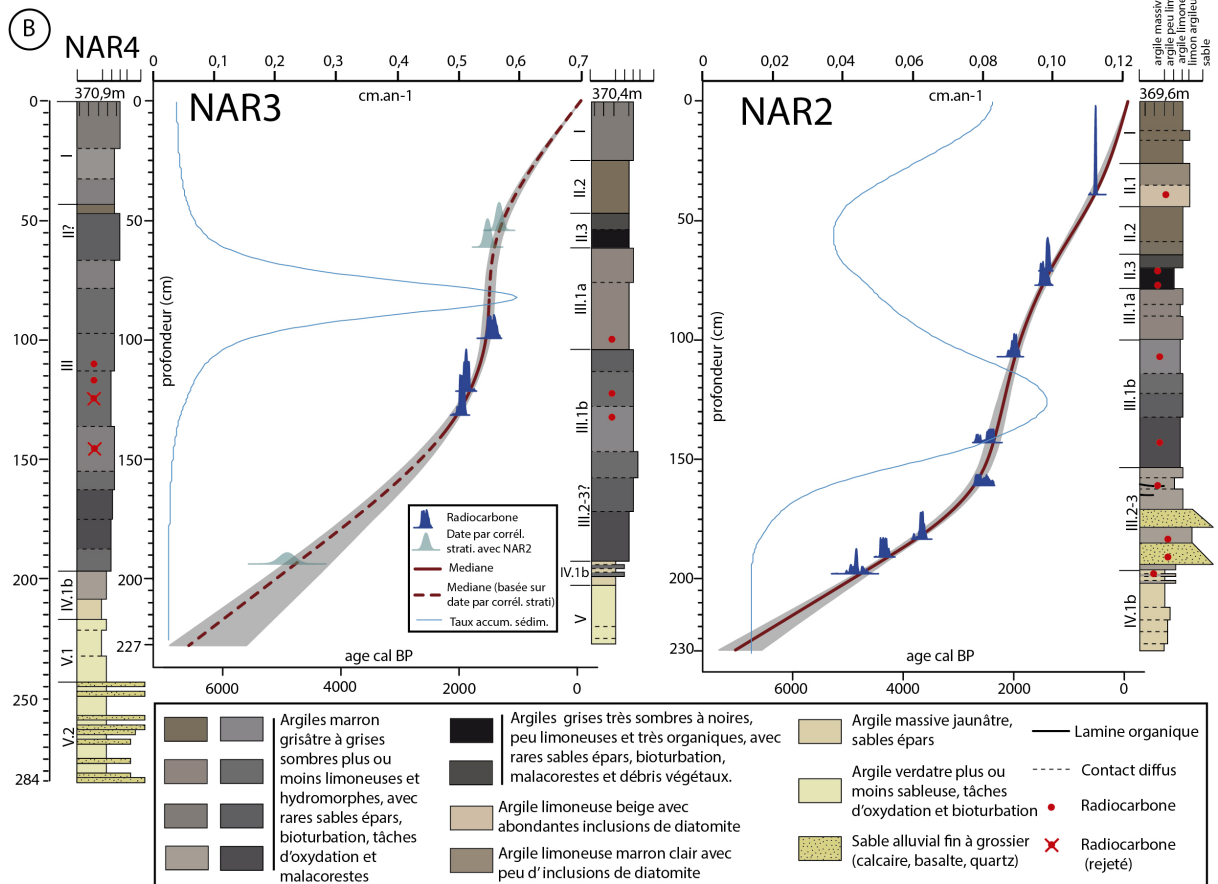 B
NAR4
370,9m
0
50
100
150
200
250
284
I
II?
III
IV.1b
V.1
V.2
0 0,1 0,2 0,3 0,4 0,5 0,6 0,7
cm.an-1
NAR3
profondeur (cm)
0
50
100
150
200
227
age cal BP
6000 4000 2000 0
Radiocarbone
Date par corrél.
strati. avec NAR2
Mediane
Mediane (basée sur
date par corrél. strati)
Taux accum. sédim.
370,4m
I
II.2
II.3
III.1a
III.1b
III.2-3?
IV.1b
V
0 0,02 0,04 0,06 0,08 0,10 0,12
cm.an-1
NAR2
profondeur (cm)
0
50
100
150
200
230
age cal BP
6000 4000 2000 0
argile massiv
argile peu lim
argile limone
limon argileu
sable
369,6m
I
II.1
II.2
II.3
III.1a
III.1b
III.2-3
IV.1b
Argiles marron
grisâtre à grises
sombres plus ou
moins limoneuses et
hydromorphes, avec
rares sables épars,
bioturbation, tâches
d'oxydation et
malacorestes
Argiles grises très sombres à noires,
peu limoneuses et très organiques, avec
rares sables épars, bioturbation,
malacorestes et débris végétaux.
Argile limoneuse beige avec
abondantes inclusions de diatomite
Argile limoneuse marron clair avec
peu d'inclusions de diatomite
Argile massive jaunâtre,
sables épars
Argile verdatre plus ou
moins sableuse, tâches
d'oxydation et bioturbation
Sable alluvial fin à grossier
(calcaire, basalte, quartz)
Lamine organique
Contact diffus
Radiocarbone
Radiocarbone
(rejeté)